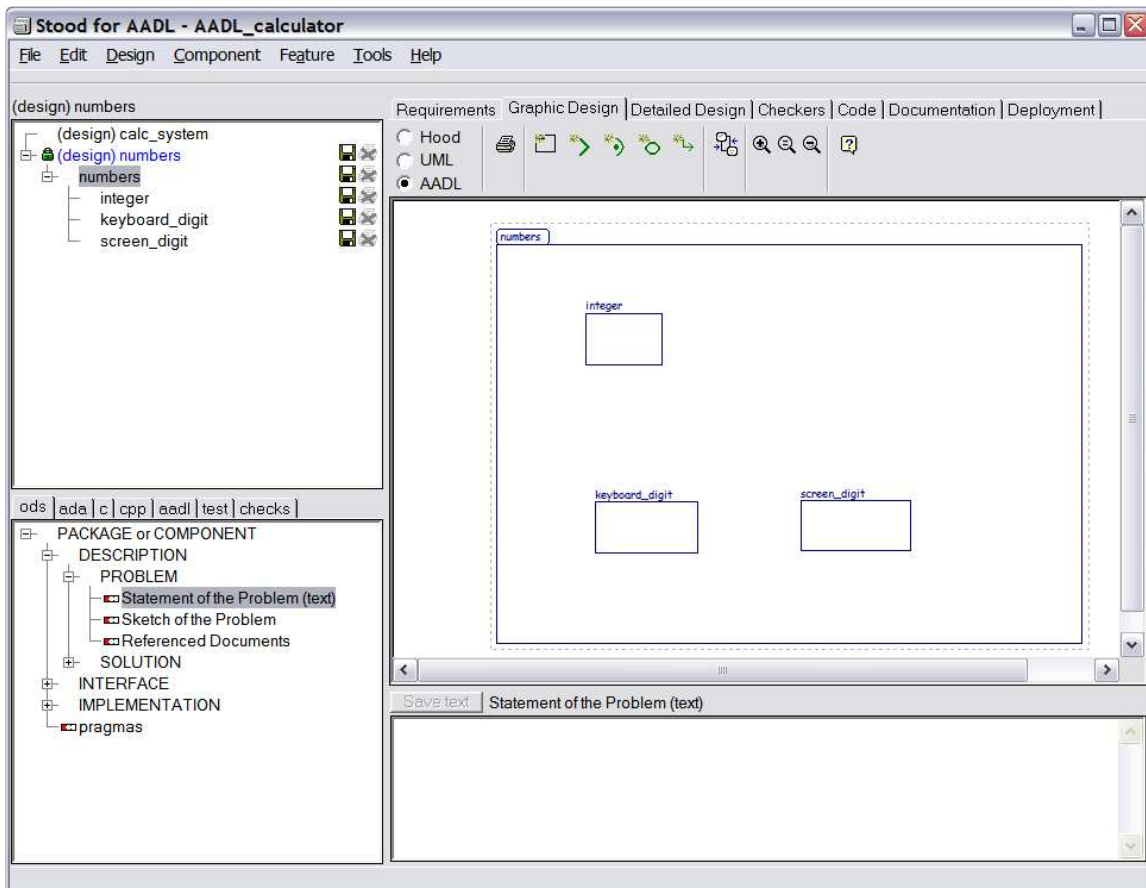 Stood for AADL - AADL_calculator
File Edit Design Component Feature Tools Help
(design) numbers
(design) calc_system
(design) numbers
numbers
integer
keyboard_digit
screen_digit
Requirements Graphic Design Detailed Design Checkers Code Documentation Deployment
Hood
UML
AADL
numbers
integer
keyboard_digit screen_digit
ods ada c cpp aadl test checks
PACKAGE or COMPONENT
DESCRIPTION
PROBLEM
Statement of the Problem (text)
Sketch of the Problem
Referenced Documents
SOLUTION
INTERFACE
IMPLEMENTATION
pragmas
Save text Statement of the Problem (text)